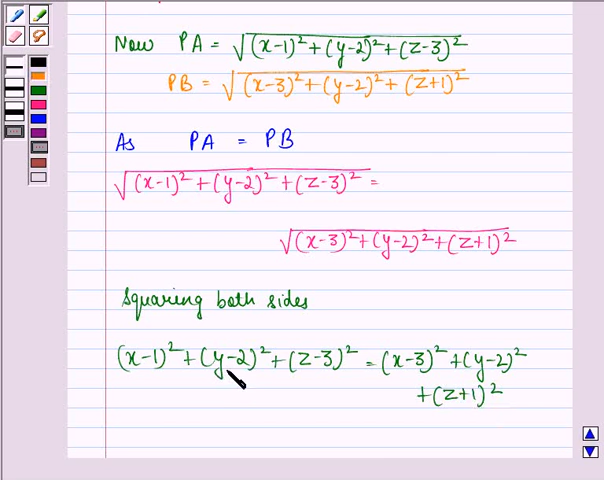 Now PA = √(x-1)² + (y-2)² + (z-3)²
PB = √(x-3)² + (y-2)² + (z+1)²
As PA = PB
√(x-1)² + (y-2)² + (z-3)² =
√(x-3)² + (y-2)² + (z+1)²
Squaring both sides
(x-1)² + (y-2)² + (z-3)² = (x-3)² + (y-2)²
+ (z+1)²